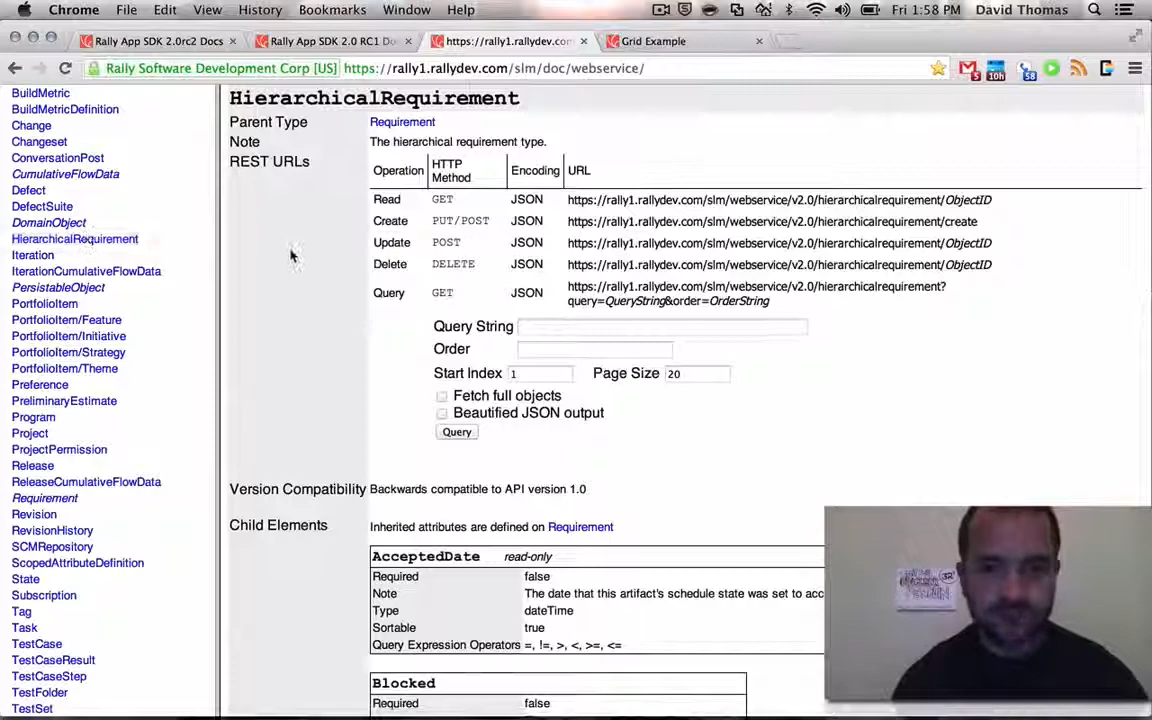 Chrome File Edit View History Bookmarks Window Help Fri 1:58 PM David Thomas
Rally App SDK 2.0rc2 Docs
Rally App SDK 2.0 RC1 Do
https://rally1.rallydev.com
Grid Example
Rally Software Development Corp [US] https://rally1.rallydev.com/slm/doc/webservice/
5
10h
58
BuildMetric
BuildMetricDefinition
Change
Changeset
ConversationPost
CumulativeFlowData
Defect
DefectSuite
DomainObject
HierarchicalRequirement
Iteration
IterationCumulativeFlowData
PersistableObject
PortfolioItem
PortfolioItem/Feature
PortfolioItem/Initiative
PortfolioItem/Strategy
PortfolioItem/Theme
Preference
PreliminaryEstimate
Program
Project
ProjectPermission
Release
ReleaseCumulativeFlowData
Requirement
Revision
RevisionHistory
SCMRepository
ScopedAttributeDefinition
State
Subscription
Tag
Task
TestCase
TestCaseResult
TestCaseStep
TestFolder
TestSet
HierarchicalRequirement
Parent Type Requirement
Note The hierarchical requirement type.
REST URLs
Operation HTTP Method Encoding URL
Read GET JSON https://rally1.rallydev.com/slm/webservice/v2.0/hierarchicalrequirement/ObjectID
Create PUT/POST JSON https://rally1.rallydev.com/slm/webservice/v2.0/hierarchicalrequirement/create
Update POST JSON https://rally1.rallydev.com/slm/webservice/v2.0/hierarchicalrequirement/ObjectID
Delete DELETE JSON https://rally1.rallydev.com/slm/webservice/v2.0/hierarchicalrequirement/ObjectID
Query GET JSON https://rally1.rallydev.com/slm/webservice/v2.0/hierarchicalrequirement?
query=QueryString&order=OrderString
Query String
Order
Start Index 1 Page Size 20
Fetch full objects
Beautified JSON output
Query
Version Compatibility Backwards compatible to API version 1.0
Child Elements Inherited attributes are defined on Requirement
AcceptedDate read-only
Required false
Note The date that this artifact's schedule state was set to acc
Type dateTime
Sortable true
Query Expression Operators =, !=, >, <, >=, <=
Blocked
Required false